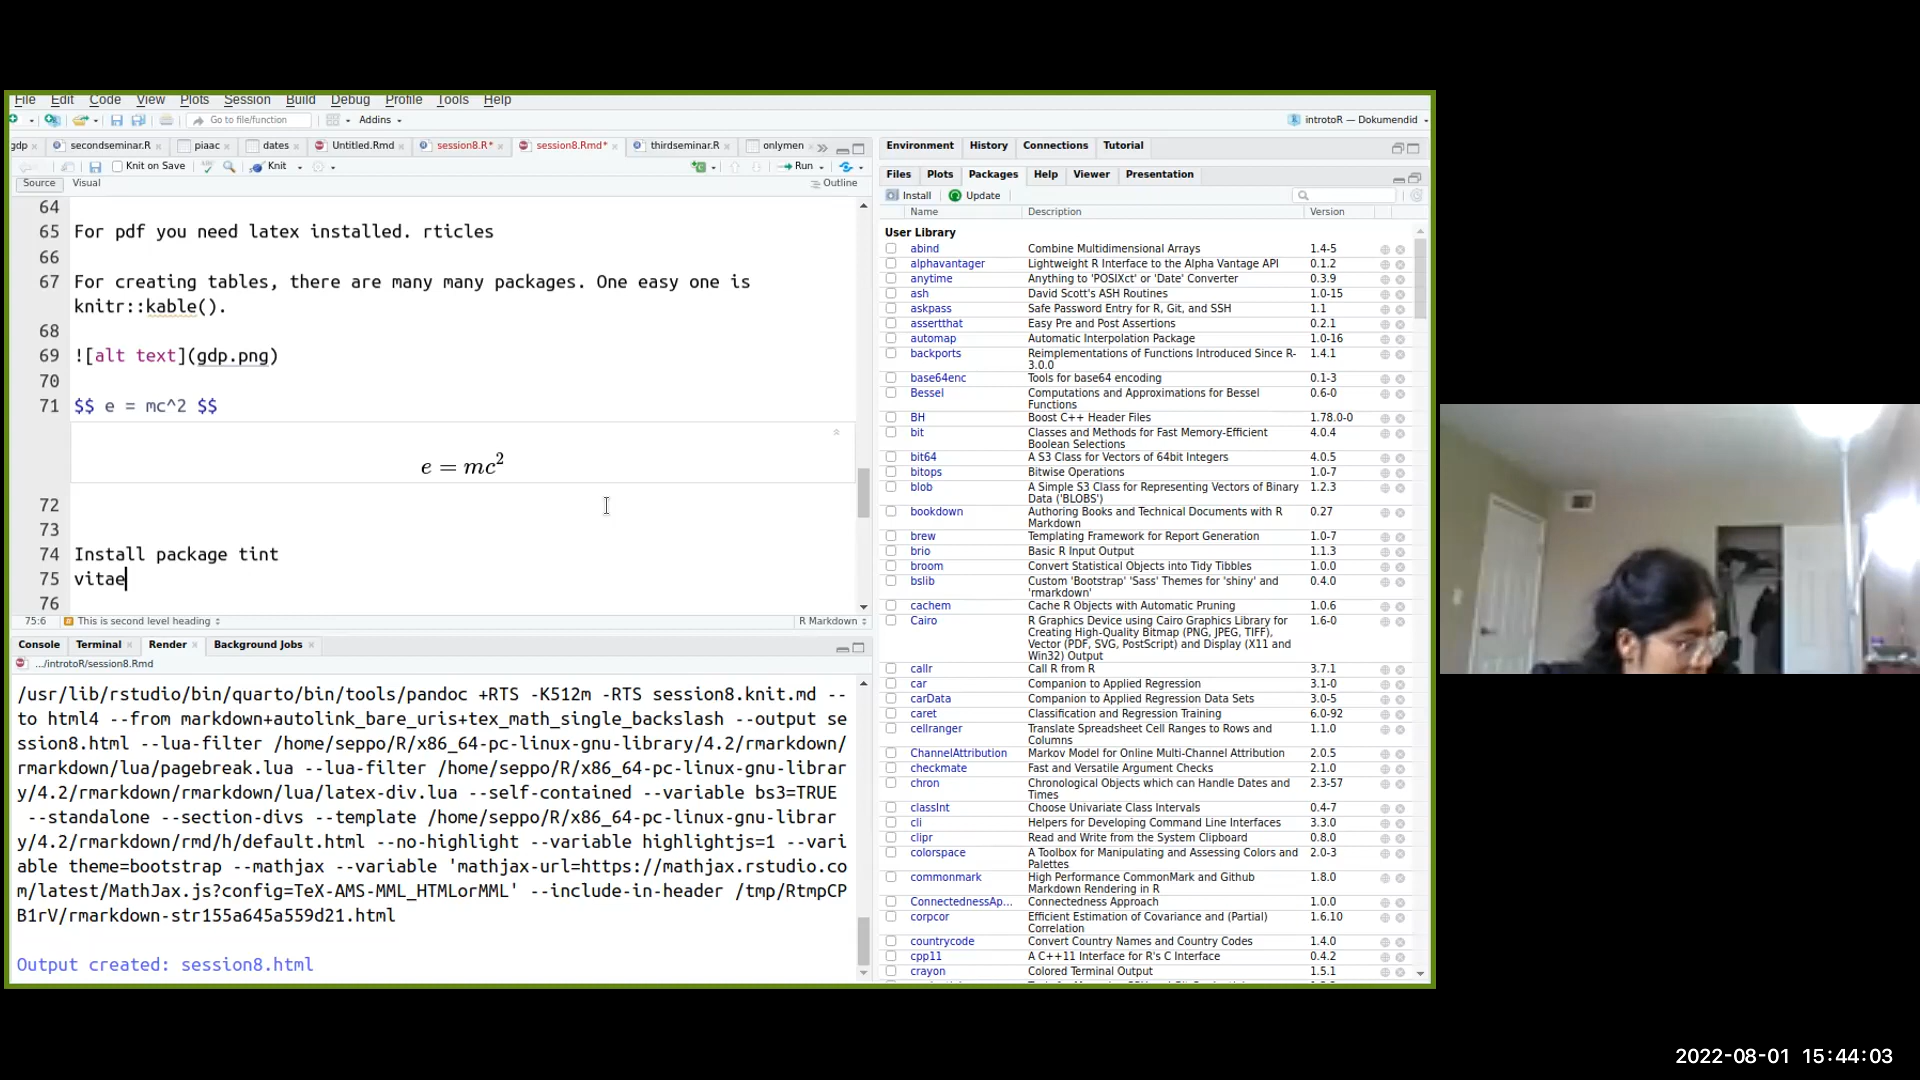 File Edit Code View Plots Session Build Debug Profile Tools Help
Go to file/function Addins introtoR — Dokumendid
gdp secondseminar.R piaac dates Untitled.Rmd session8.R* session8.Rmd* thirdseminar.R onlymen
Knit on Save Knit Run
Source Visual Outline
64
65 For pdf you need latex installed. rticles
66
67 For creating tables, there are many many packages. One easy one is
knitr::kable().
68
69 ![alt text](gdp.png)
70
71 $$ e = mc^2 $$
e = mc²
72
73
74 Install package tint
75 vitae
76
75:6 This is second level heading R Markdown
Console Terminal Render Background Jobs
.../introtoR/session8.Rmd
/usr/lib/rstudio/bin/quarto/bin/tools/pandoc +RTS -K512m -RTS session8.knit.md --
to html4 --from markdown+autolink_bare_uris+tex_math_single_backslash --output se
ssion8.html --lua-filter /home/seppo/R/x86_64-pc-linux-gnu-library/4.2/rmarkdown/
rmarkdown/lua/pagebreak.lua --lua-filter /home/seppo/R/x86_64-pc-linux-gnu-librar
y/4.2/rmarkdown/rmarkdown/lua/latex-div.lua --self-contained --variable bs3=TRUE
--standalone --section-divs --template /home/seppo/R/x86_64-pc-linux-gnu-librar
y/4.2/rmarkdown/rmd/h/default.html --no-highlight --variable highlightjs=1 --vari
able theme=bootstrap --mathjax --variable 'mathjax-url=https://mathjax.rstudio.co
m/latest/MathJax.js?config=TeX-AMS-MML_HTMLorMML' --include-in-header /tmp/RtmpCP
B1rV/rmarkdown-str155a645a559d21.html
Output created: session8.html
Environment History Connections Tutorial
Files Plots Packages Help Viewer Presentation
Install Update
Name Description Version
User Library
abind Combine Multidimensional Arrays 1.4-5
alphavantager Lightweight R Interface to the Alpha Vantage API 0.1.2
anytime Anything to 'POSIXct' or 'Date' Converter 0.3.9
ash David Scott's ASH Routines 1.0-15
askpass Safe Password Entry for R, Git, and SSH 1.1
assertthat Easy Pre and Post Assertions 0.2.1
automap Automatic Interpolation Package 1.0-16
backports Reimplementations of Functions Introduced Since R- 1.4.1
3.0.0
base64enc Tools for base64 encoding 0.1-3
Bessel Computations and Approximations for Bessel 0.6-0
Functions
BH Boost C++ Header Files 1.78.0-0
bit Classes and Methods for Fast Memory-Efficient 4.0.4
Boolean Selections
bit64 A S3 Class for Vectors of 64bit Integers 4.0.5
bitops Bitwise Operations 1.0-7
blob A Simple S3 Class for Representing Vectors of Binary 1.2.3
Data ('BLOBS')
bookdown Authoring Books and Technical Documents with R 0.27
Markdown
brew Templating Framework for Report Generation 1.0-7
brio Basic R Input Output 1.1.3
broom Convert Statistical Objects into Tidy Tibbles 1.0.0
bslib Custom 'Bootstrap' 'Sass' Themes for 'shiny' and 0.4.0
'rmarkdown'
cachem Cache R Objects with Automatic Pruning 1.0.6
Cairo R Graphics Device using Cairo Graphics Library for 1.6-0
Creating High-Quality Bitmap (PNG, JPEG, TIFF),
Vector (PDF, SVG, PostScript) and Display (X11 and
Win32) Output
callr Call R from R 3.7.1
car Companion to Applied Regression 3.1-0
carData Companion to Applied Regression Data Sets 3.0-5
caret Classification and Regression Training 6.0-92
cellranger Translate Spreadsheet Cell Ranges to Rows and 1.1.0
Columns
ChannelAttribution Markov Model for Online Multi-Channel Attribution 2.0.5
checkmate Fast and Versatile Argument Checks 2.1.0
chron Chronological Objects which can Handle Dates and 2.3-57
Times
classInt Choose Univariate Class Intervals 0.4-7
cli Helpers for Developing Command Line Interfaces 3.3.0
clipr Read and Write from the System Clipboard 0.8.0
colorspace A Toolbox for Manipulating and Assessing Colors and 2.0-3
Palettes
commonmark High Performance CommonMark and Github 1.8.0
Markdown Rendering in R
ConnectednessAp... Connectedness Approach 1.0.0
corpcor Efficient Estimation of Covariance and (Partial) 1.6.10
Correlation
countrycode Convert Country Names and Country Codes 1.4.0
cpp11 A C++11 Interface for R's C Interface 0.4.2
crayon Colored Terminal Output 1.5.1
2022-08-01 15:44:03